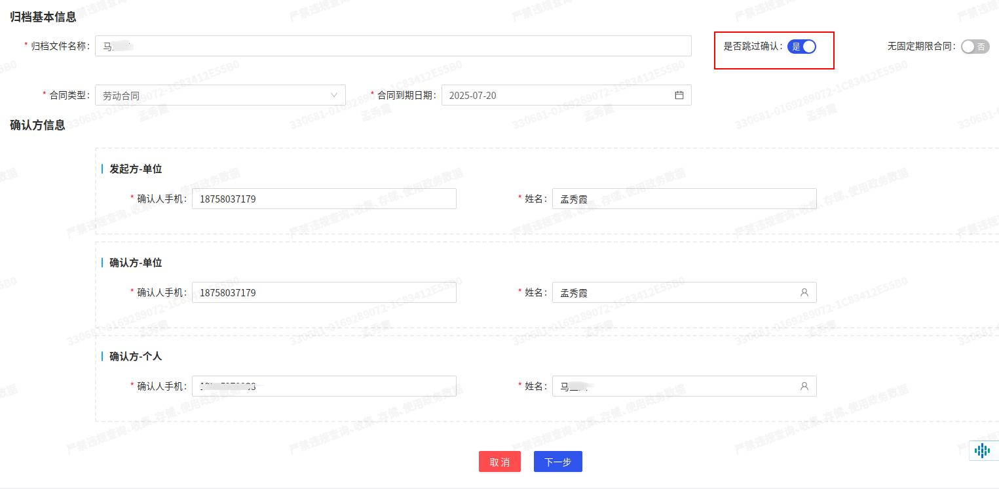 归档基本信息
* 归档文件名称： 马
是否跳过确认： 是
无固定期限合同： 否
* 合同类型： 劳动合同
* 合同到期日期： 2025-07-20
确认方信息
发起方-单位
* 确认人手机： 18758037179
* 姓名： 孟秀霞
确认方-单位
* 确认人手机： 18758037179
* 姓名： 孟秀霞
确认方-个人
* 确认人手机：
* 姓名： 马
取 消
下一步
330681-0169289072-1C83412E55B0
孟秀霞
严禁违规查询、收集、存储、使用政务数据